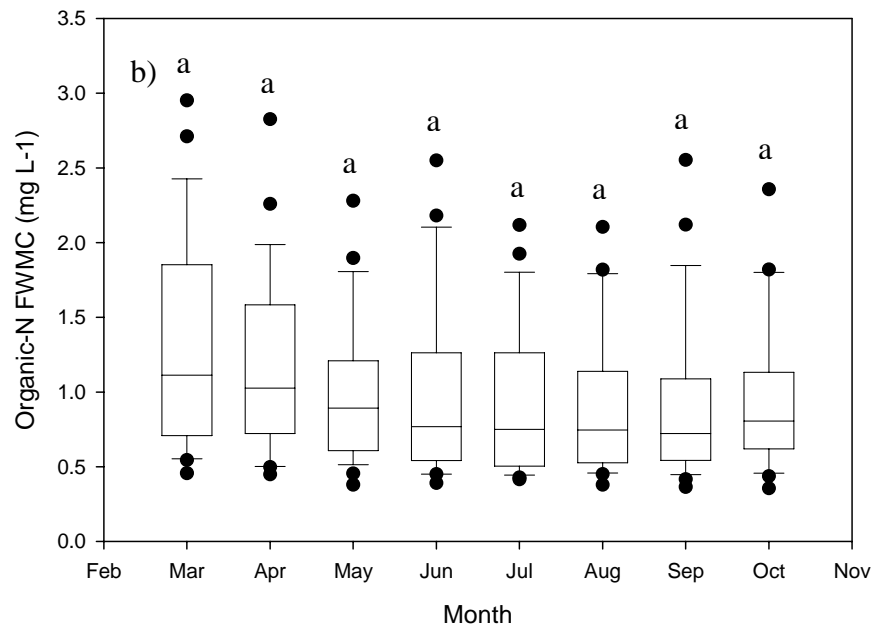 b)
a a a a a a a a
Organic-N FWMC (mg L-1)
3.5
3.0
2.5
2.0
1.5
1.0
0.5
0.0
Feb Mar Apr May Jun Jul Aug Sep Oct Nov
Month